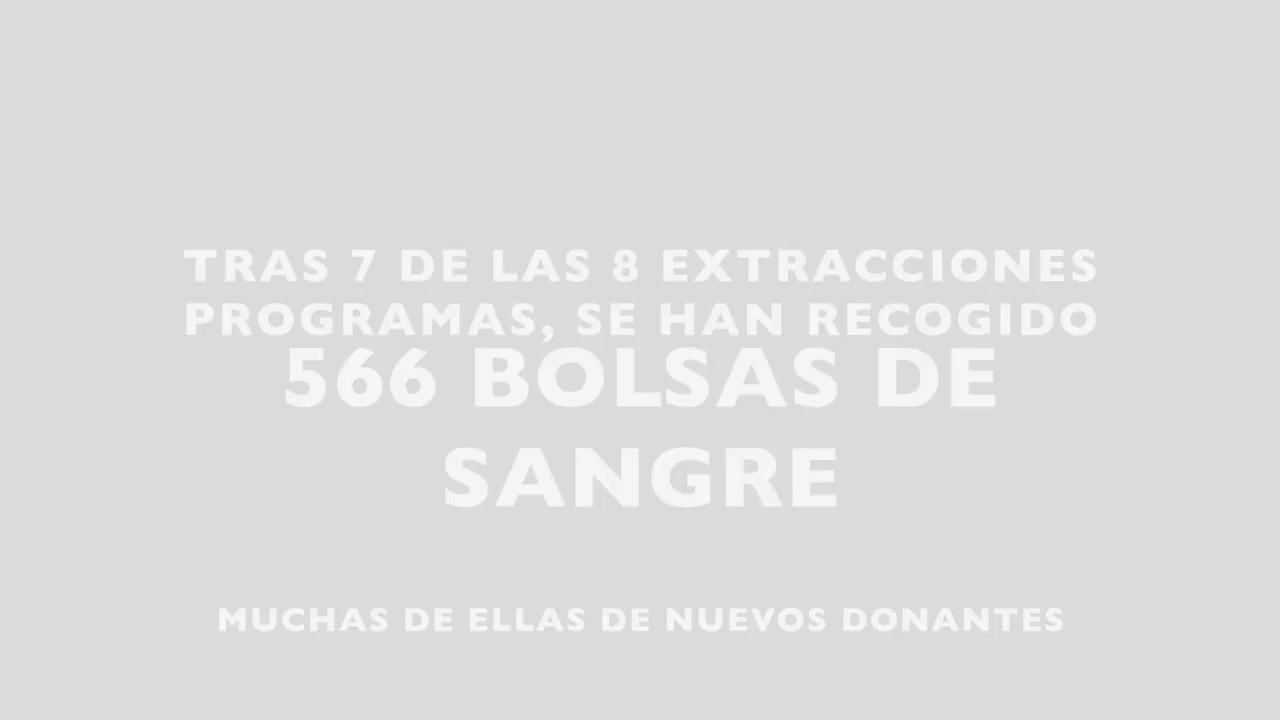 TRAS 7 DE LAS 8 EXTRACCIONES
PROGRAMAS, SE HAN RECOGIDO
566 BOLSAS DE
SANGRE
MUCHAS DE ELLAS DE NUEVOS DONANTES